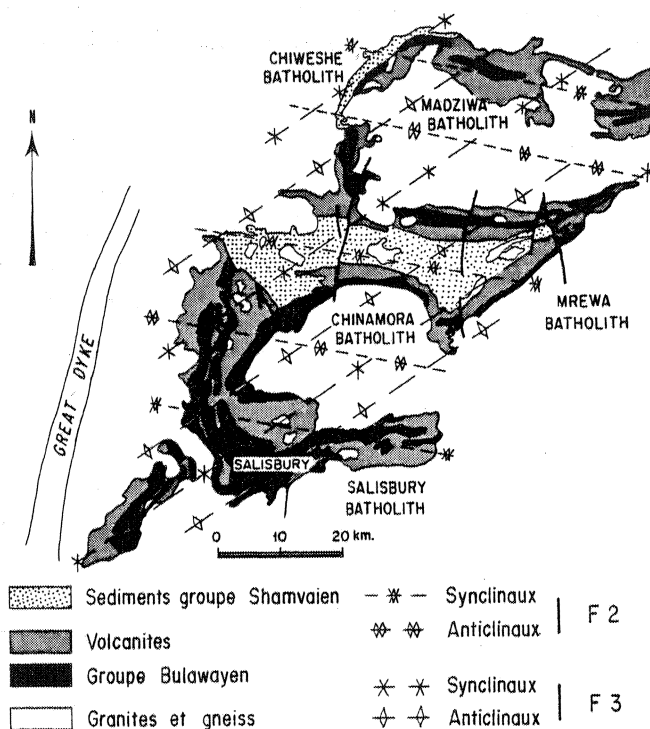 CHIWESHE
BATHOLITH
MADZIWA
BATHOLITH
N
MREWA
BATHOLITH
CHINAMORA
BATHOLITH
GREAT DYKE
SALISBURY
SALISBURY
BATHOLITH
0 10 20 km.
Sediments groupe Shamvaien
Volcanites
Groupe Bulawayen
Granites et gneiss
Synclinaux
Anticlinaux
F 2
Synclinaux
Anticlinaux
F 3